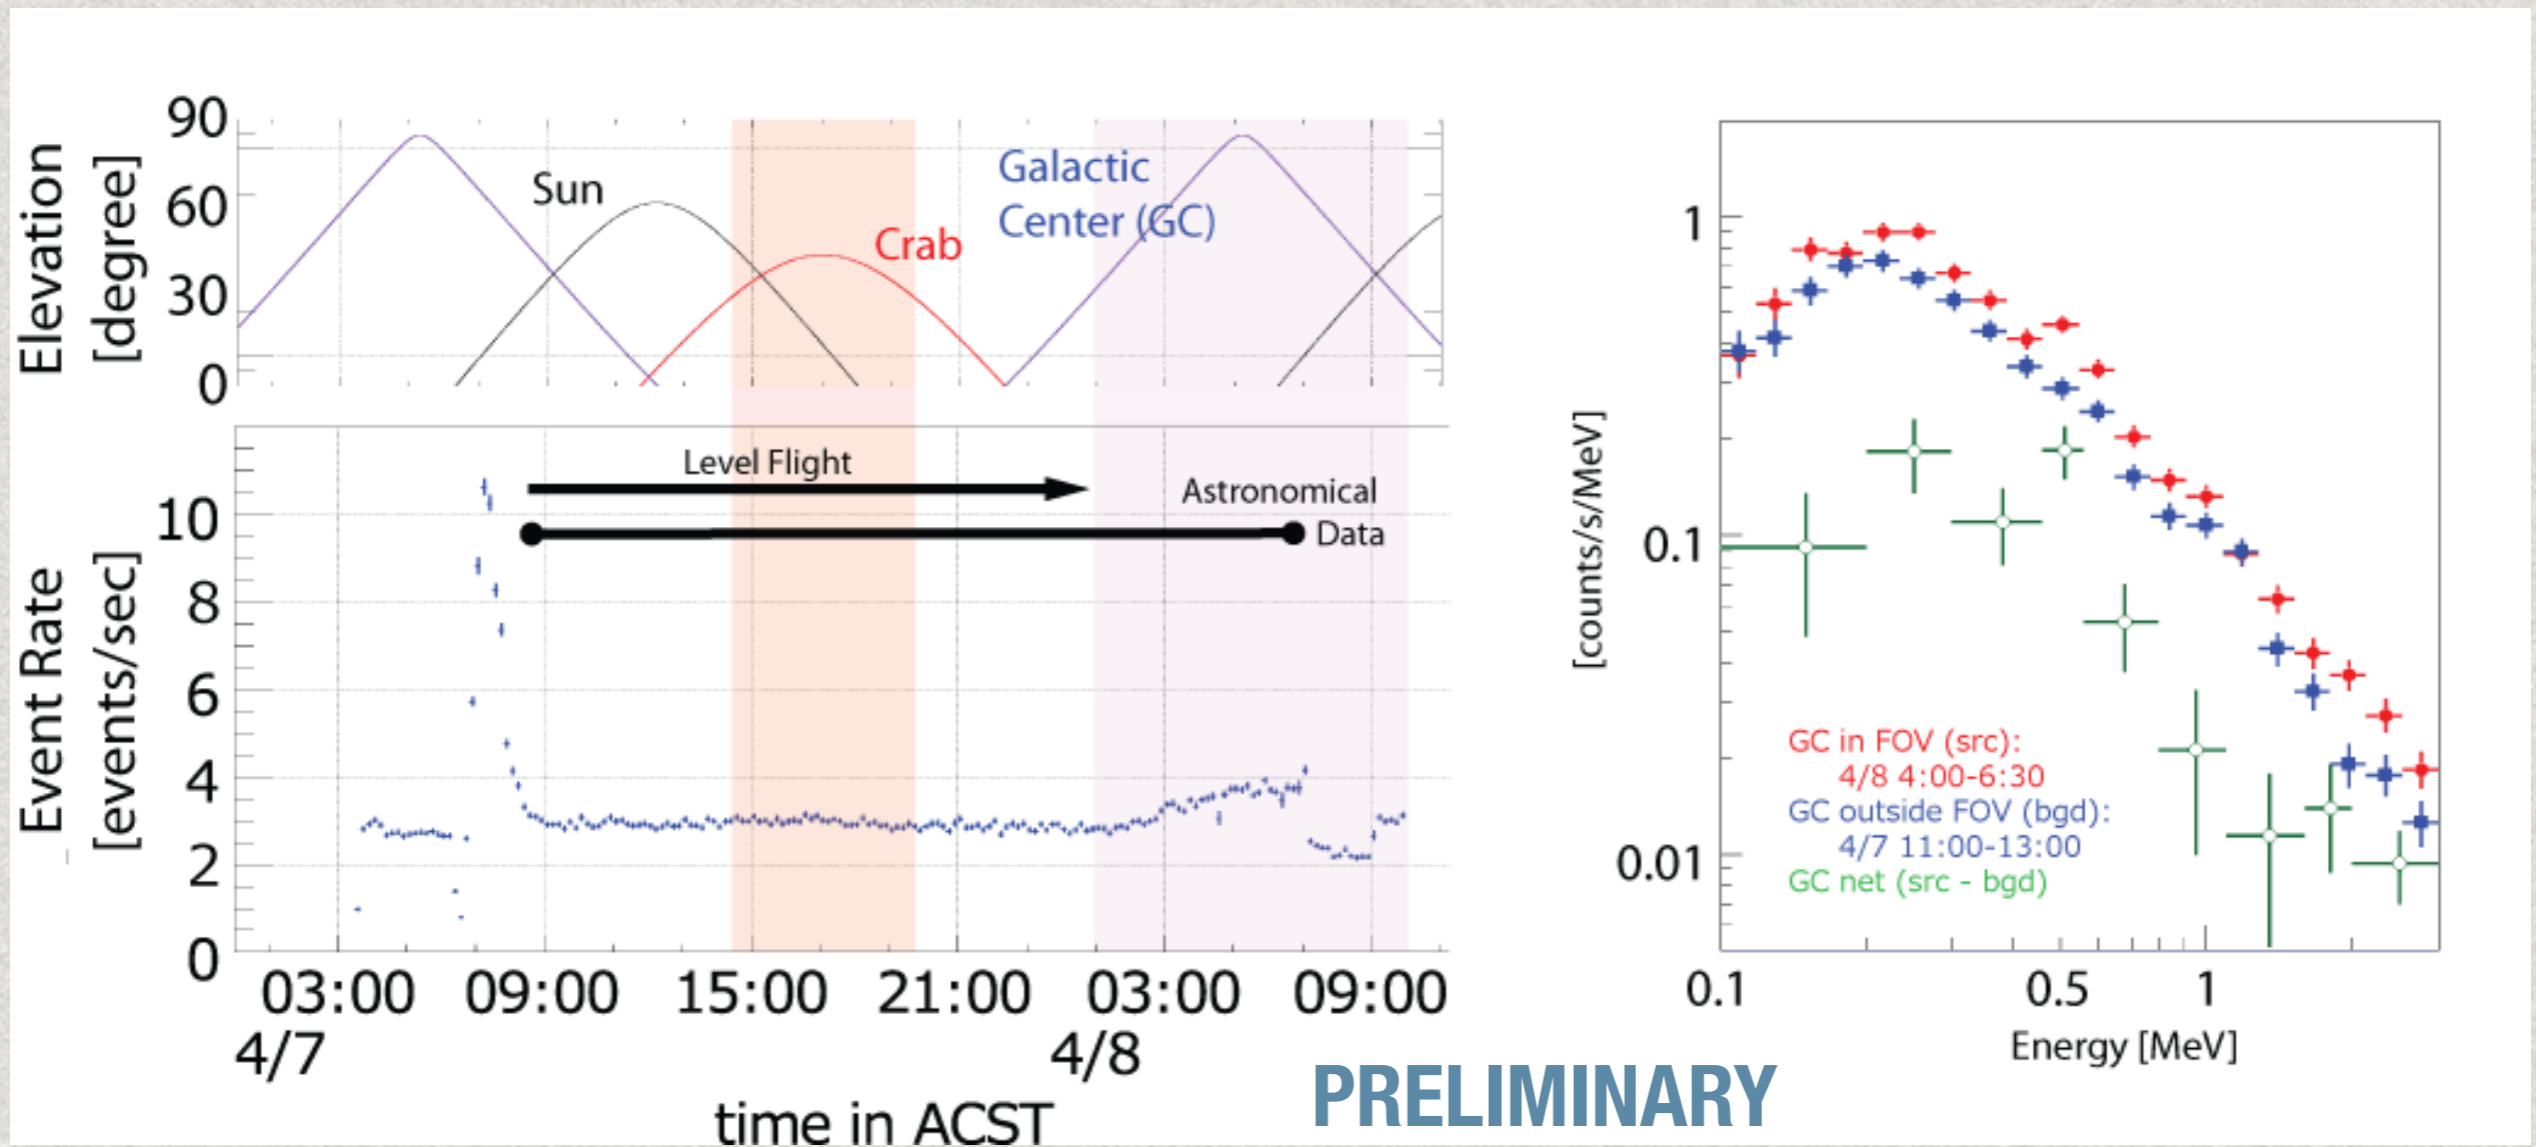 Elevation
[degree]
90
60
30
0
Sun
Crab
Galactic
Center (GC)
Event Rate
[events/sec]
10
8
6
4
2
0
Level Flight
Astronomical
Data
03:00
09:00
15:00
21:00
03:00
09:00
4/7
4/8
time in ACST
PRELIMINARY
[counts/s/MeV]
1
0.1
0.01
GC in FOV (src):
4/8 4:00-6:30
GC outside FOV (bgd):
4/7 11:00-13:00
GC net (src - bgd)
0.1
0.5
1
Energy [MeV]